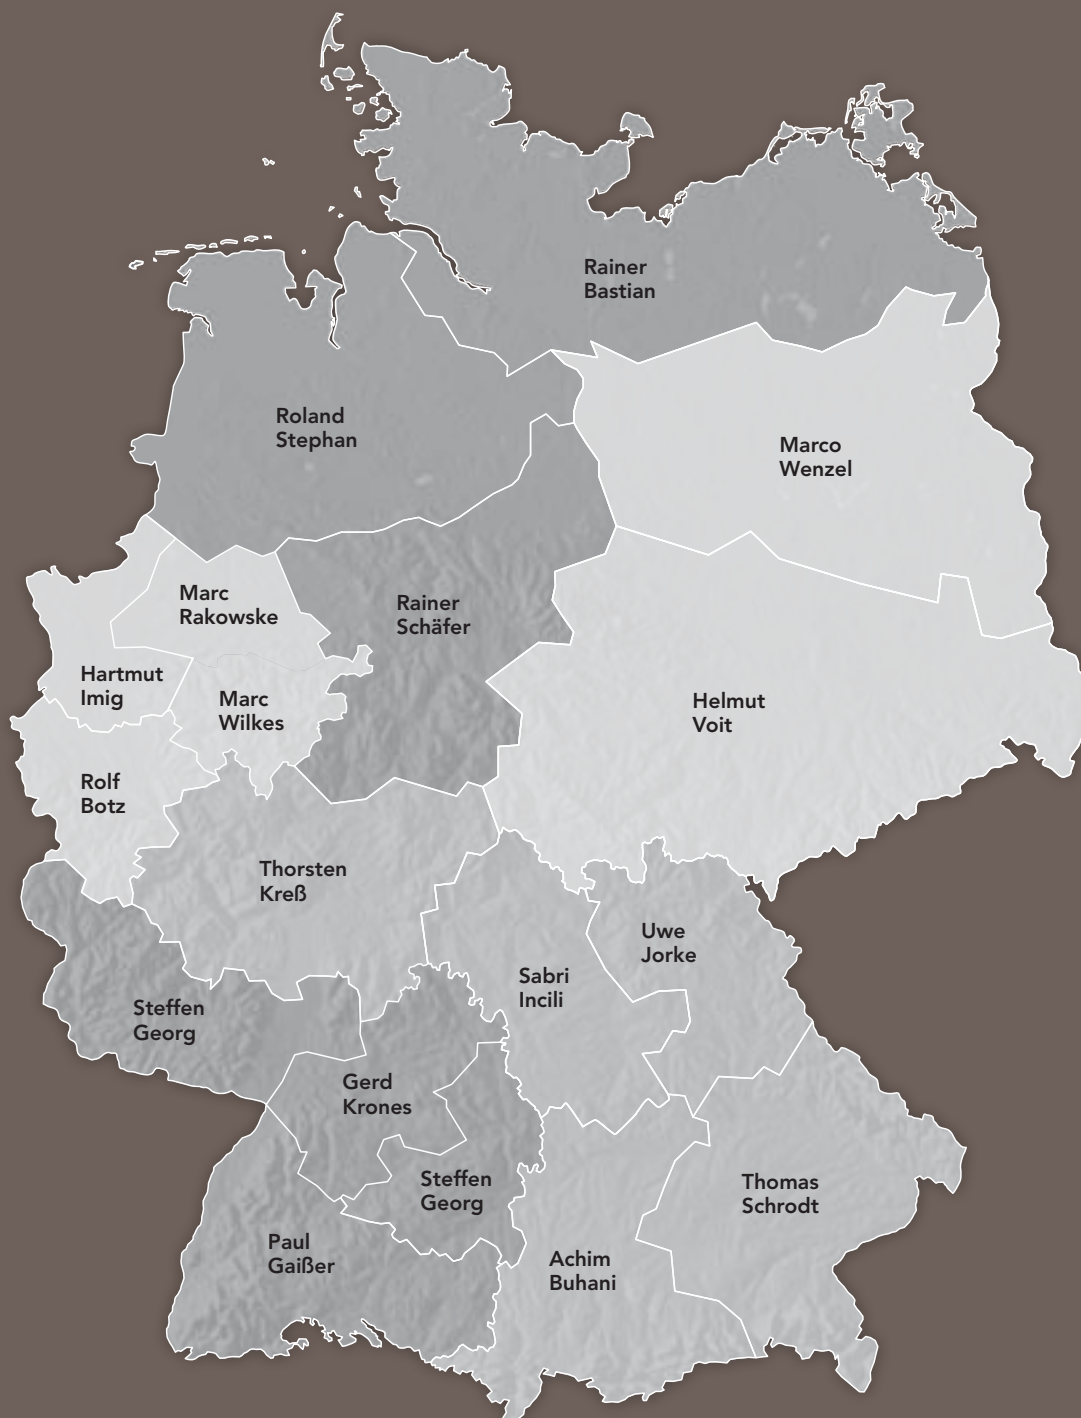 Rainer
Bastian
Roland
Stephan
Marco
Wenzel
Marc
Rakowske
Rainer
Schäfer
Hartmut
Imig
Marc
Wilkes
Helmut
Voit
Rolf
Botz
Thorsten
Kreß
Uwe
Jorke
Sabri
Incili
Steffen
Georg
Gerd
Krones
Steffen
Georg
Thomas
Schrodt
Paul
Gaißer
Achim
Buhani